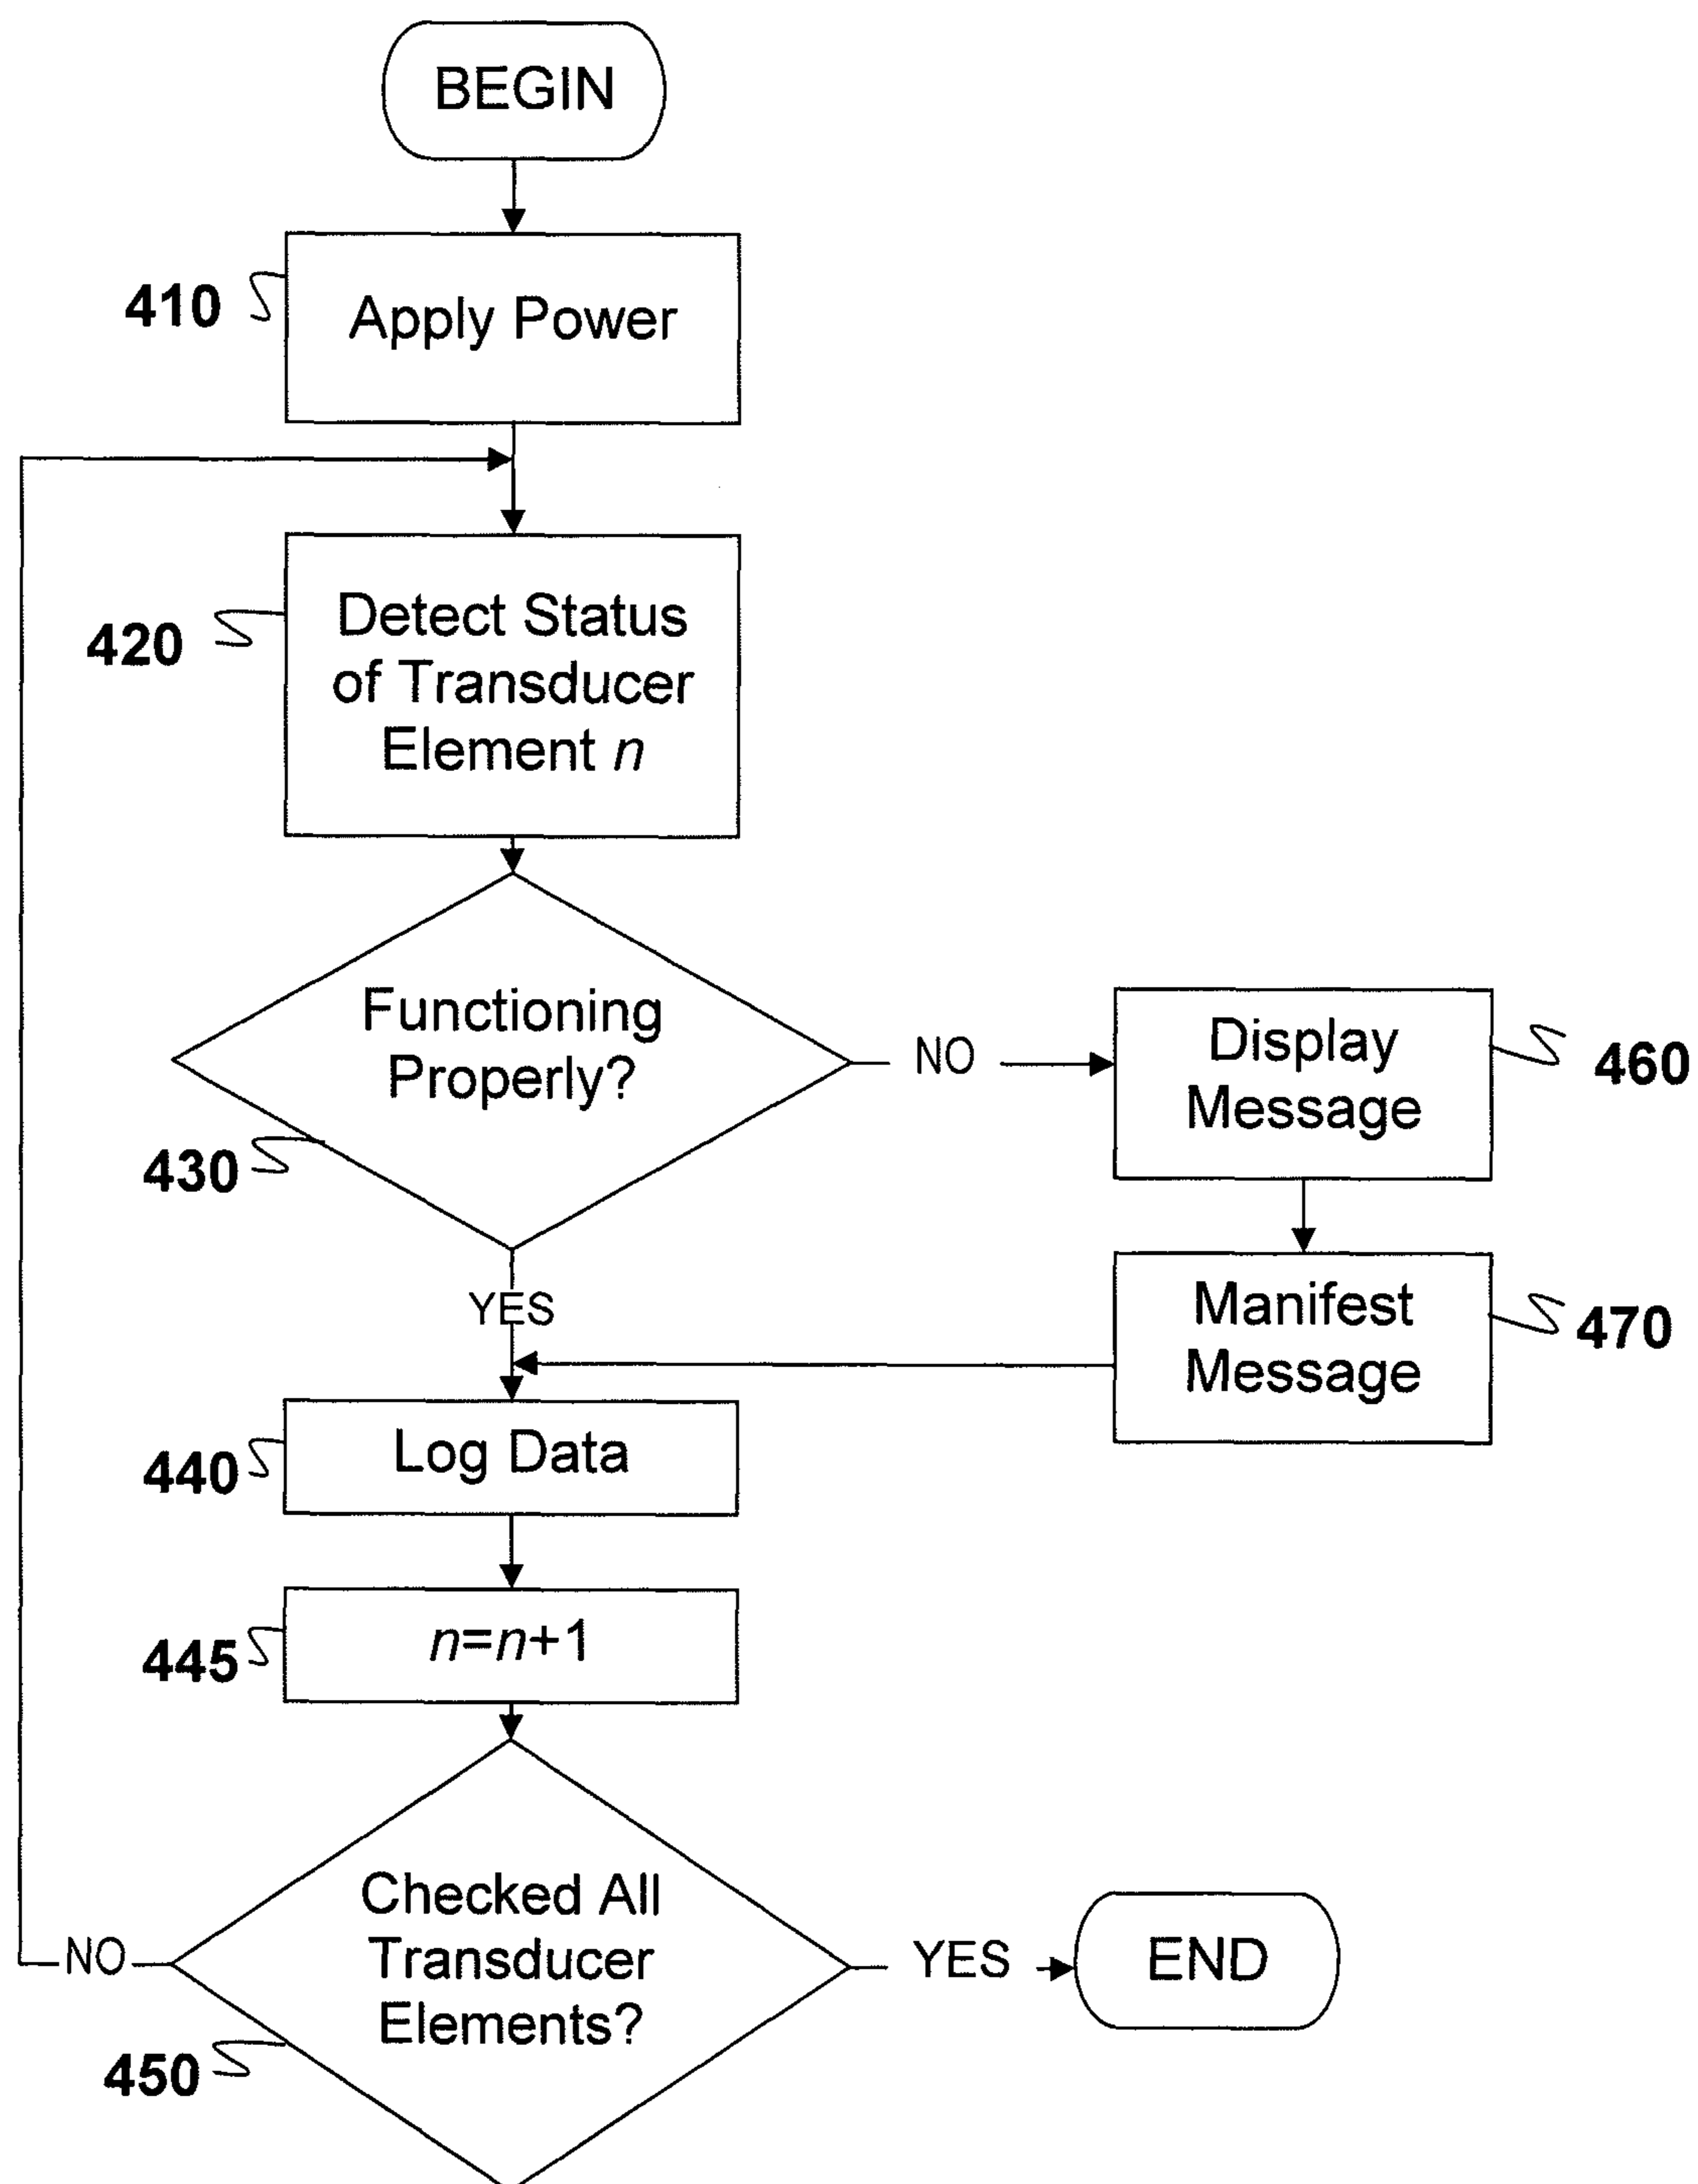 BEGIN
410
Apply Power
420
Detect Status
of Transducer
Element n
Functioning
Properly?
NO
430
Display
Message
460
YES
Manifest
Message
470
440
Log Data
445
n=n+1
Checked All
Transducer
Elements?
NO
YES
END
450